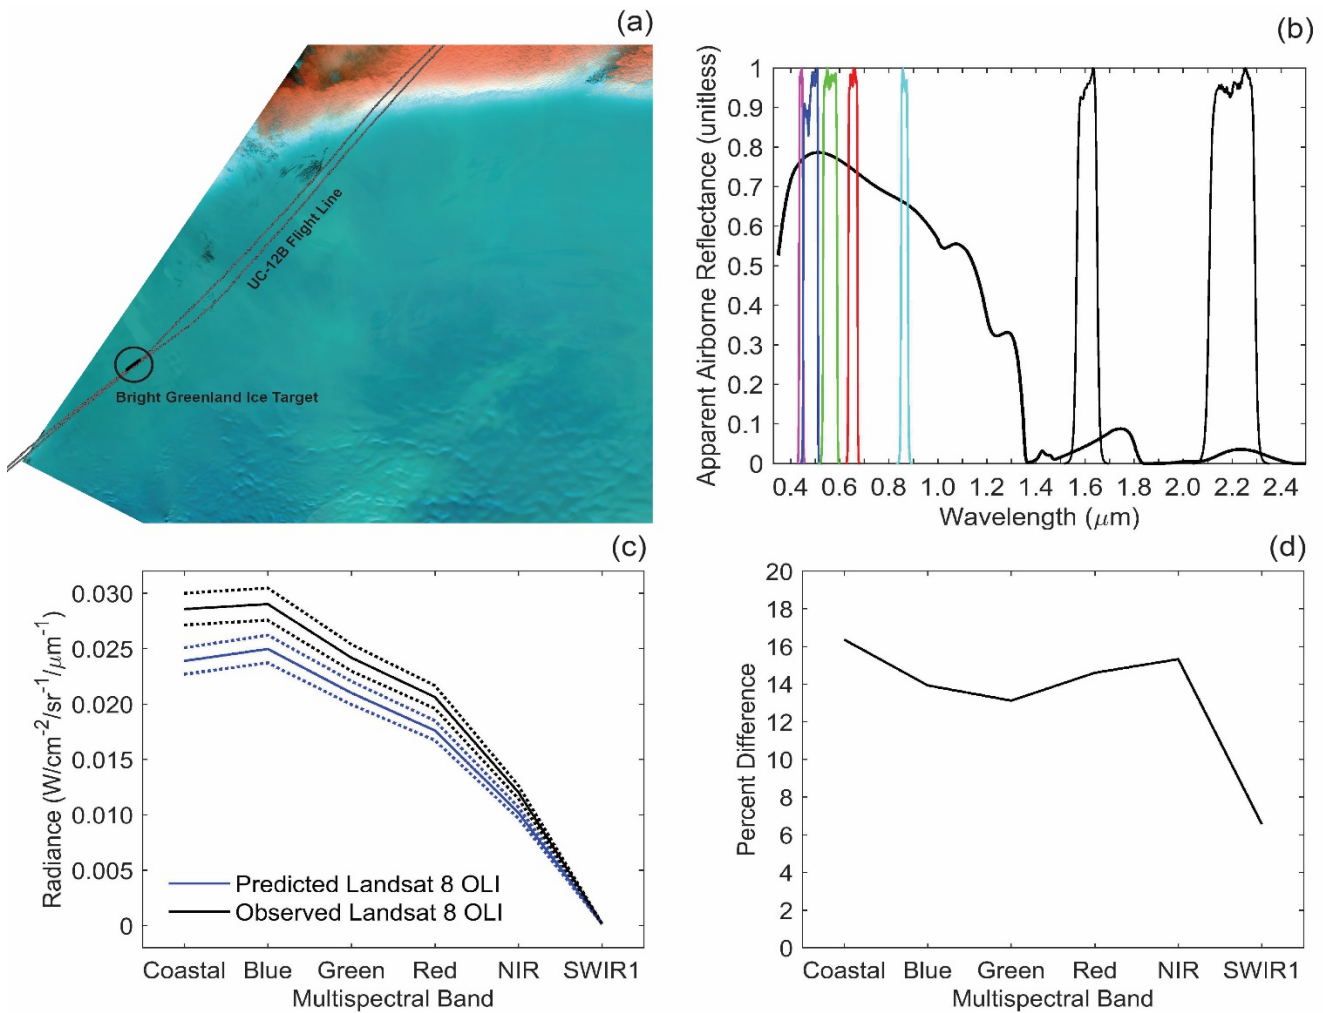 (a)
UC-12B Flight Line
Bright Greenland Ice Target
(b)
Apparent Airborne Reflectance (unitless)
1
0.9
0.8
0.7
0.6
0.5
0.4
0.3
0.2
0.1
0
0.4 0.6 0.8 1.0 1.2 1.4 1.6 1.8 2.0 2.2 2.4
Wavelength (μm)
(c)
Radiance (W/cm⁻²/sr⁻¹/μm⁻¹)
0.030
0.025
0.020
0.015
0.010
0.005
0
Predicted Landsat 8 OLI
Observed Landsat 8 OLI
Coastal Blue Green Red NIR SWIR1
Multispectral Band
(d)
Percent Difference
20
18
16
14
12
10
8
6
4
2
0
Coastal Blue Green Red NIR SWIR1
Multispectral Band